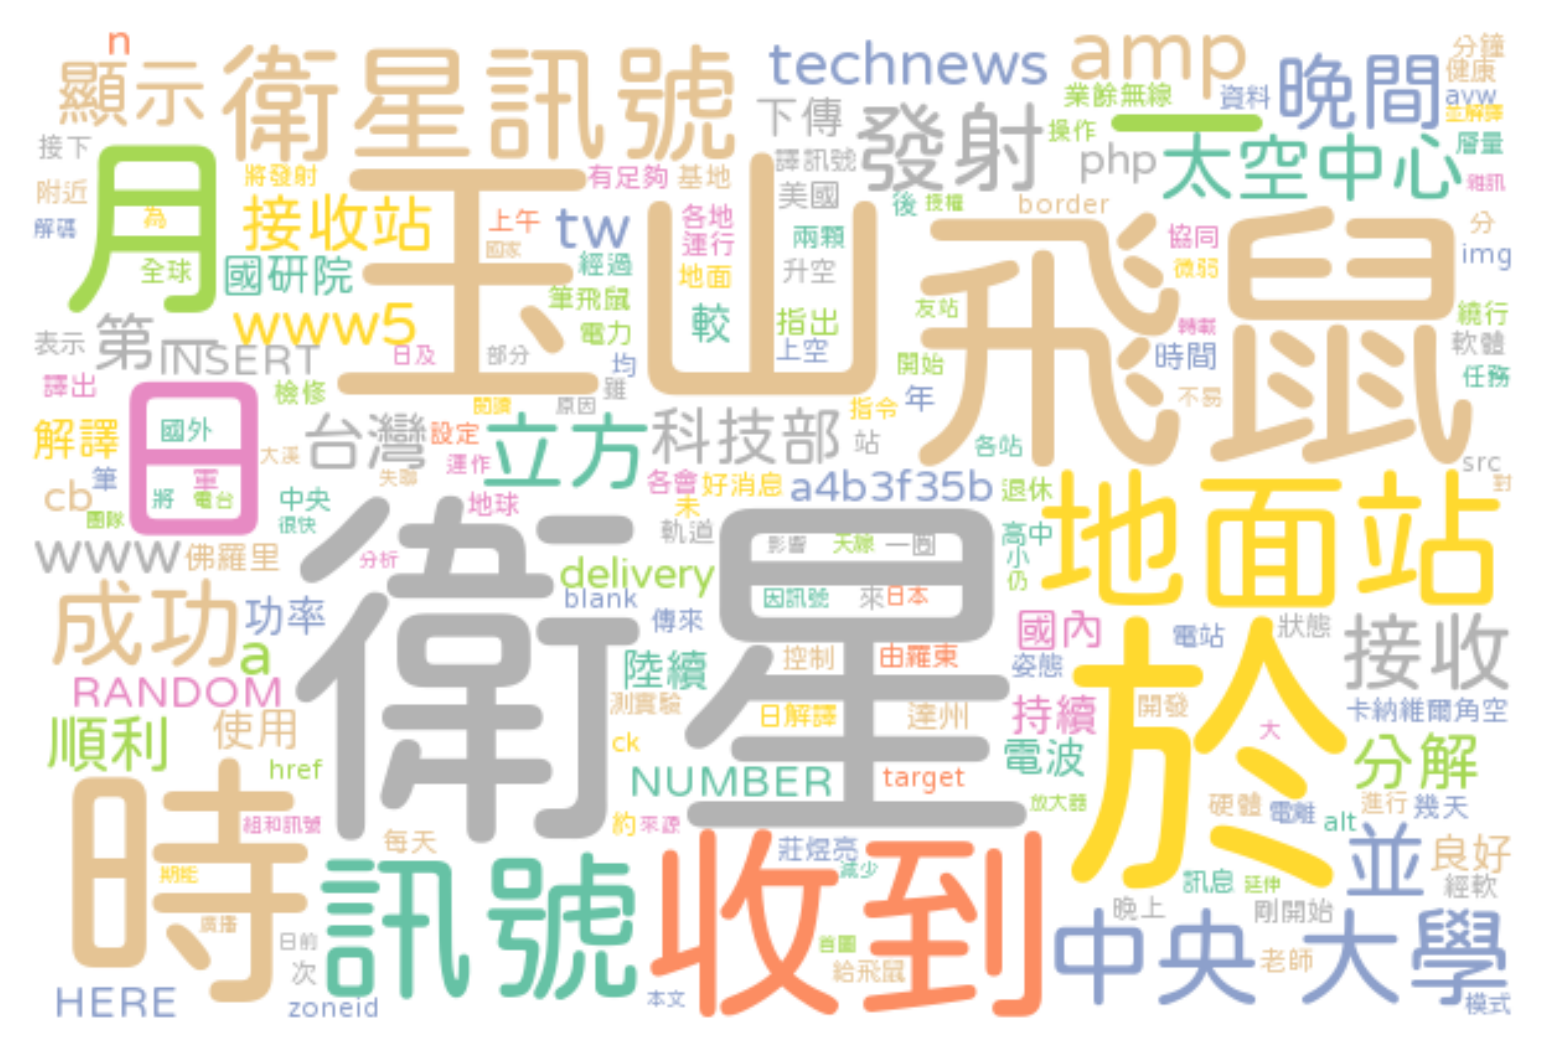 n
顯示
衛星訊號
technews
amp
晚間
分鐘
健康
業餘無線
資料
avw
並解譯
下傳
發射
操作
一
層量
接下
月
將發射
有足夠
基地
譯訊號
php
太空中心
雜訊
附近
為
接收站
上午
tw
各地
美國
後
授權
border
分
解碼
國家
運行
兩顆
飛鼠
協同
img
全球
國研院
玉山
經過
地面
升空
微弱
筆飛鼠
友站
繞行
表示
第一
www5
電力
較
指出
轉載
軟體
INSERT
日及
部分
均
上空
開始
時間
任務
譯出
日
檢修
閱讀
原因
雖
指令
年
不易
解譯
國外
台灣
設定
立方
科技部
站
各站
大溪
運作
src
cb
筆
重
失聯
各會
好消息
a4b3f35b
退休
地面站
對
將
電台
中央
地球
未
團隊
很快
軌道
影響
天線
一圈
高中
www
佛羅里
分析
衛星
delivery
小
仍
成功
功率
blank
因訊號
來
日本
國內
電站
狀態
接收
a
傳來
RANDOM
陸續
控制
由羅東
姿態
於
順利
使用
測實驗
日解譯
達州
持續
開發
卡納維爾角空
大
href
ck
電波
分解
時
NUMBER
target
放大器
硬體
電離
進行
幾天
組和訊號
每天
約
來源
alt
期能
訊號
收到
莊煜亮
減少
並
良好
訊息
延伸
經軟
廣播
晚上
剛開始
日前
首圖
中央大學
次
給飛鼠
老師
HERE
zoneid
本文
模式